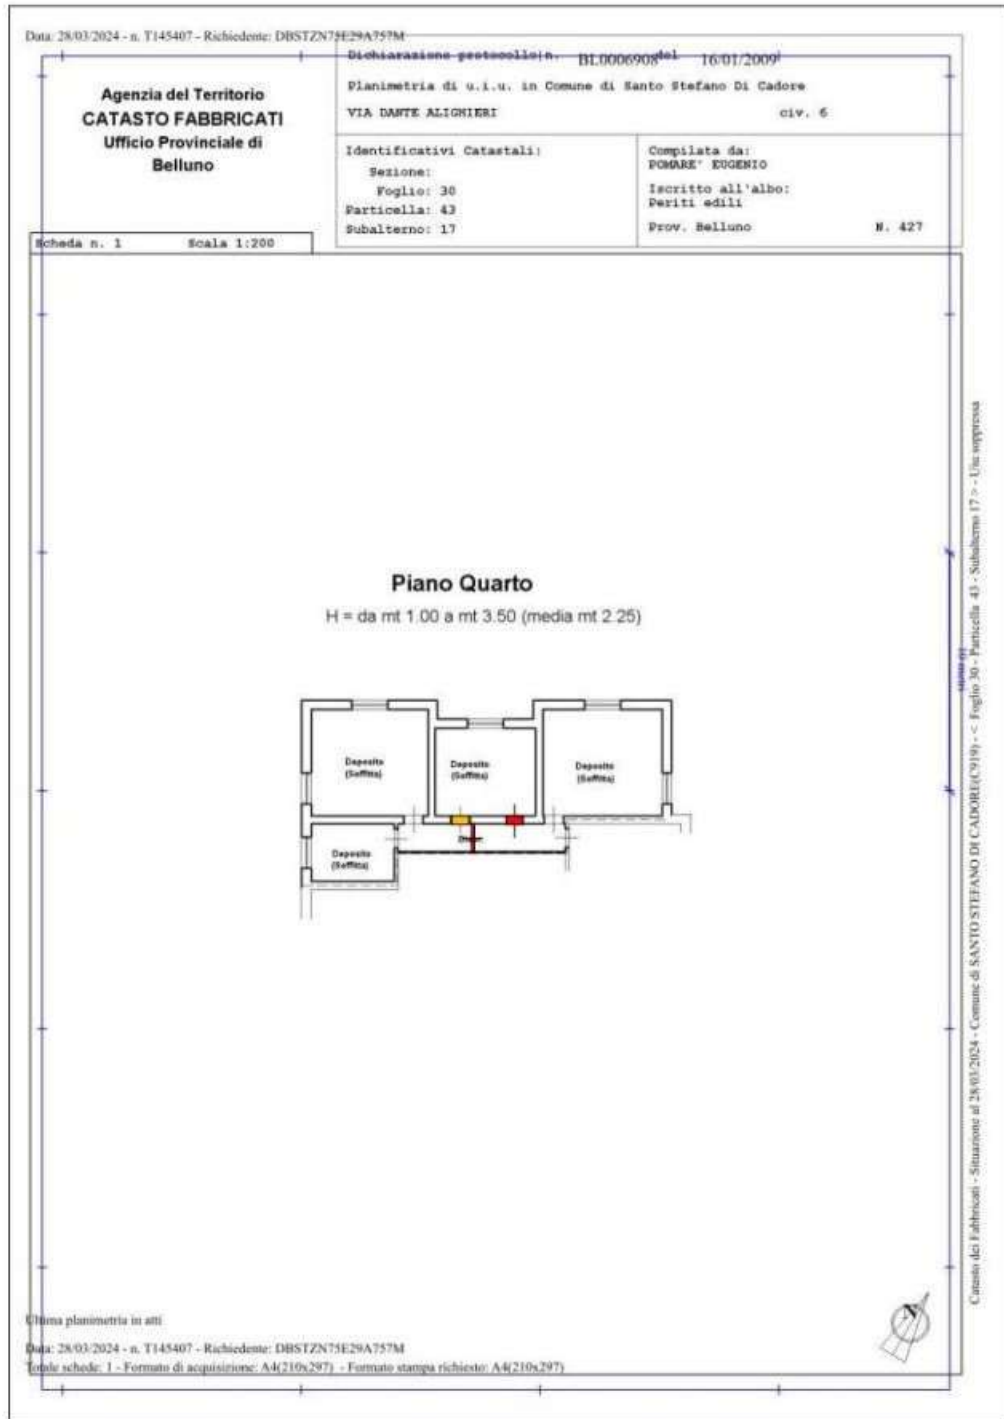 Data: 28/03/2024 - n. T145407 - Richiedente: DBSTZN75E29A757M
Agenzia del Territorio
CATASTO FABBRICATI
Ufficio Provinciale di
Belluno
Dichiarazione protocollo n. BL0006908 del 16/01/2009
Planimetria di u.i.u. in Comune di Santo Stefano Di Cadore
VIA DANTE ALIGHIERI civ. 6
Identificativi Catastali:
Sezione:
Foglio: 30
Particella: 43
Subalterno: 17
Compilata da:
POMARE' EUGENIO
Iscritto all'albo:
Periti edili
Prov. Belluno N. 427
Scheda n. 1 Scala 1:200
Piano Quarto
H = da mt 1.00 a mt 3.50 (media mt 2.25)
Deposito
(Soffitta)
Deposito
(Soffitta)
Deposito
(Soffitta)
Deposito
(Soffitta)
Catasto dei Fabbricati - Situazione al 28/03/2024 - Comune di SANTO STEFANO DI CADORE(C919) - < Foglio 30 - Particella 43 - Subalterno 17 > - Uiu soppressa
10 metri
Ultima planimetria in atti
Data: 28/03/2024 - n. T145407 - Richiedente: DBSTZN75E29A757M
Totale schede: 1 - Formato di acquisizione: A4(210x297) - Formato stampa richiesto: A4(210x297)